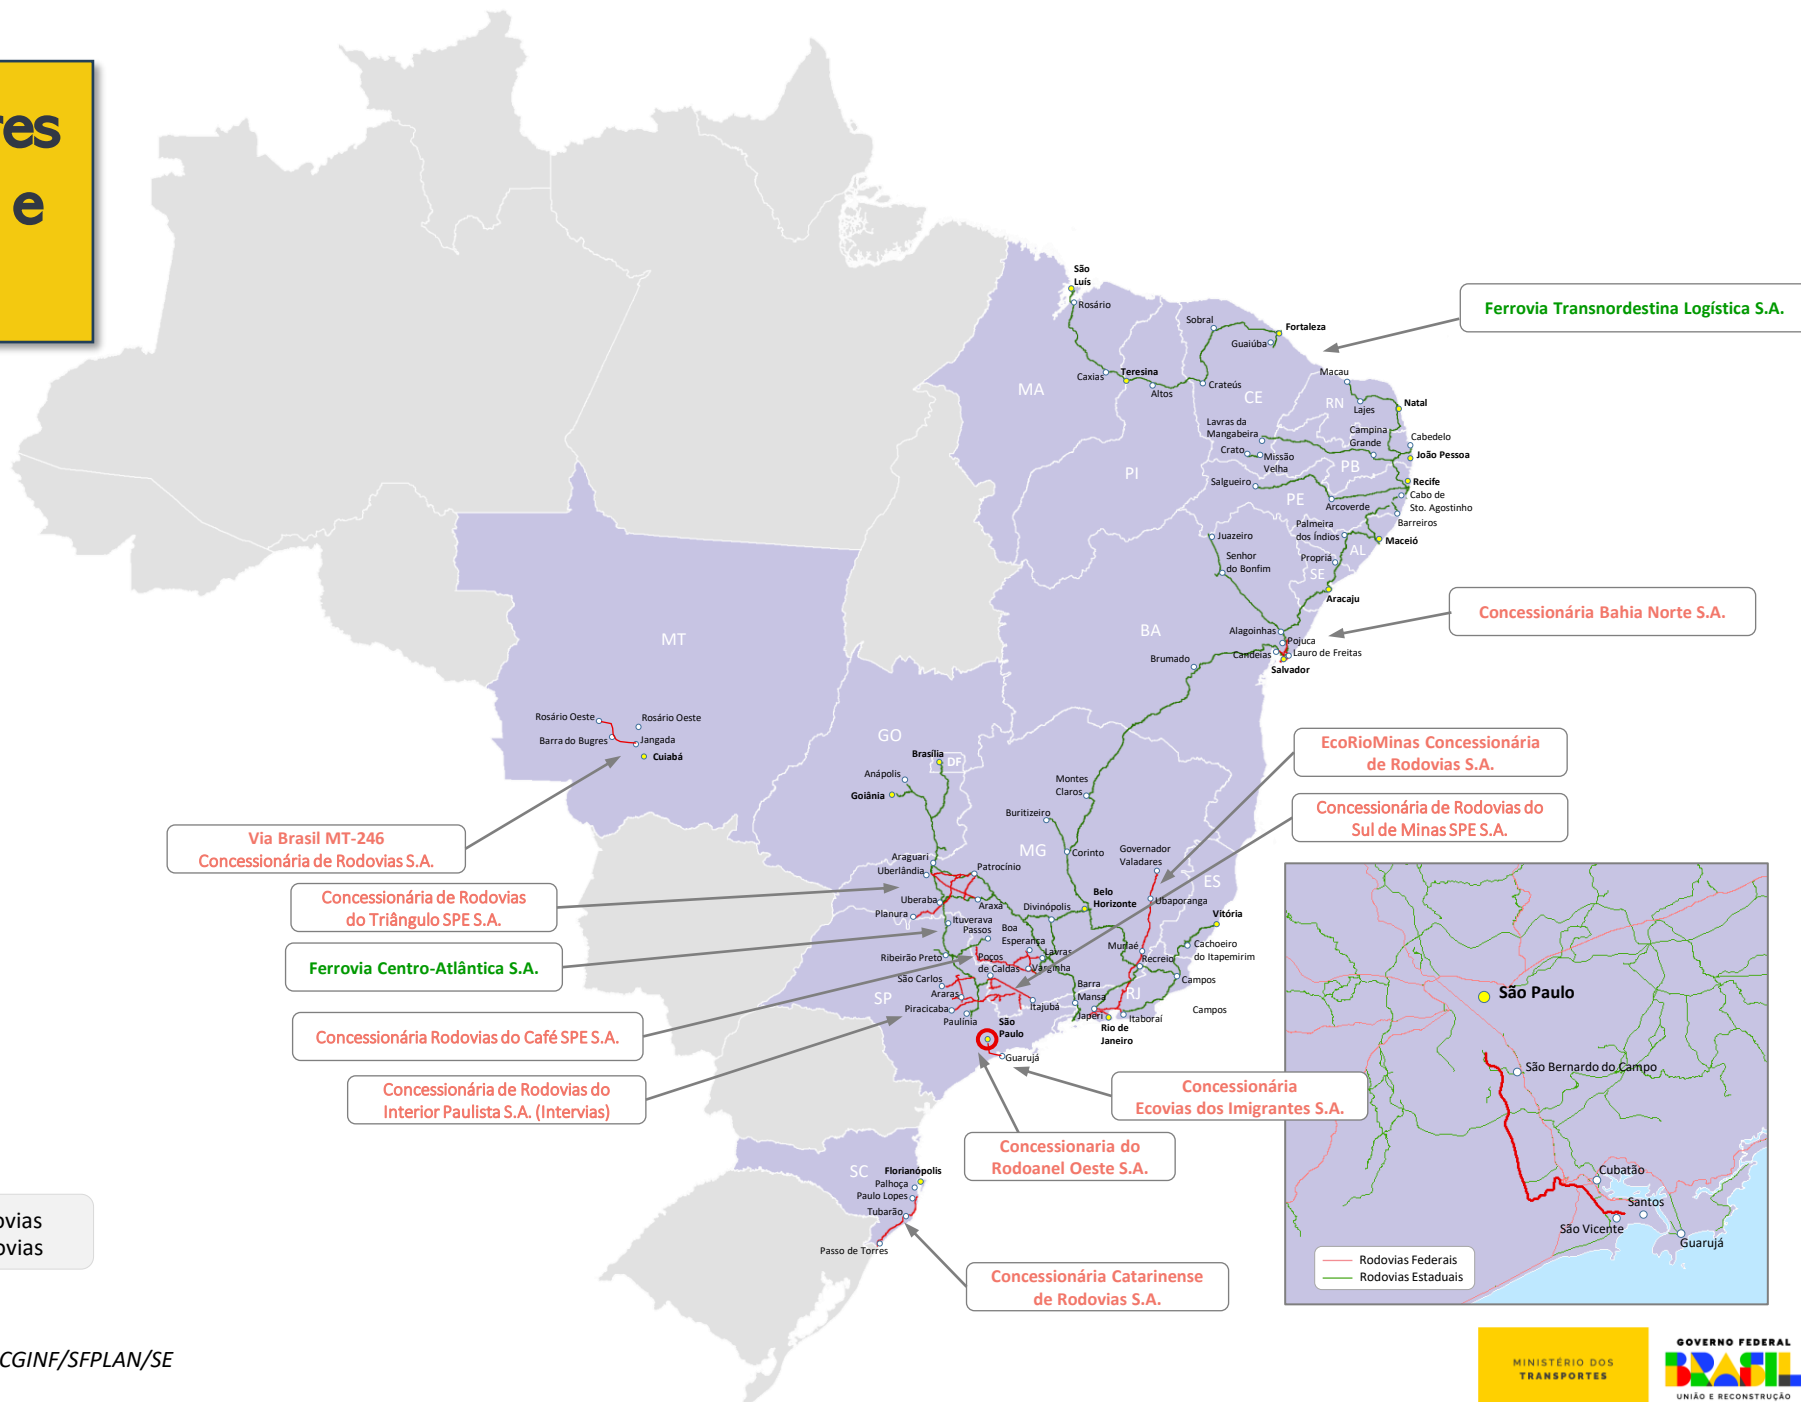 e
São
Luís
Rosário
Ferrovia Transnordestina Logística S.A.
Sobral
Fortaleza
Guaiúba
Caxias
Teresina
Altos
Crateús
Macau
MA
CE
RN
Lajes
Natal
Lavras da
Mangabeira
Campina
Grande
Cabedelo
João Pessoa
Crato
Missão
Velha
PB
PI
Salgueiro
PE
Arcoverde
Recife
Cabo de
Sto. Agostinho
Barreiros
Palmeira
dos Índios
Maceió
AL
Juazeiro
Senhor
do Bonfim
Propriá
SE
Aracaju
Concessionária Bahia Norte S.A.
MT
BA
Alagoinhas
Pojuca
Candeias
Lauro de Freitas
Salvador
Brumado
Rosário Oeste
Rosário Oeste
Barra do Bugres
Jangada
Cuiabá
GO
Brasília
DF
Anápolis
Goiânia
Montes
Claros
Buritizeiro
EcoRioMinas Concessionária
de Rodovias S.A.
Concessionária de Rodovias do
Sul de Minas SPE S.A.
Via Brasil MT-246
Concessionária de Rodovias S.A.
MG
Corinto
Governador
Valadares
Araguari
Uberlândia
Patrocínio
ES
Concessionária de Rodovias
do Triângulo SPE S.A.
Uberaba
Araxá
Planura
Divinópolis
Belo
Horizonte
Ubaporanga
Vitória
Ituverava
Passos
Boa
Esperança
Ferrovia Centro-Atlântica S.A.
Ribeirão Preto
Poços
de Caldas
Lavras
Varginha
Muriaé
Recreio
Cachoeiro
do Itapemirim
Campos
São Carlos
Araras
SP
Piracicaba
Paulínia
Itajubá
Barra
Mansa
RJ
Japeri
Itaboraí
Campos
Rio de
Janeiro
São
Paulo
Guarujá
Concessionária Rodovias do Café SPE S.A.
Concessionária de Rodovias do
Interior Paulista S.A. (Intervias)
Concessionária
Ecovias dos Imigrantes S.A.
Concessionaria do
Rodoanel Oeste S.A.
SC
Florianópolis
Palhoça
Paulo Lopes
Tubarão
Passo de Torres
Concessionária Catarinense
de Rodovias S.A.
São Paulo
São Bernardo do Campo
Cubatão
Santos
São Vicente
Guarujá
Rodovias Federais
Rodovias Estaduais
CGINF/SFPLAN/SE
MINISTÉRIO DOS
TRANSPORTES
GOVERNO FEDERAL
BRASIL
UNIÃO E RECONSTRUÇÃO